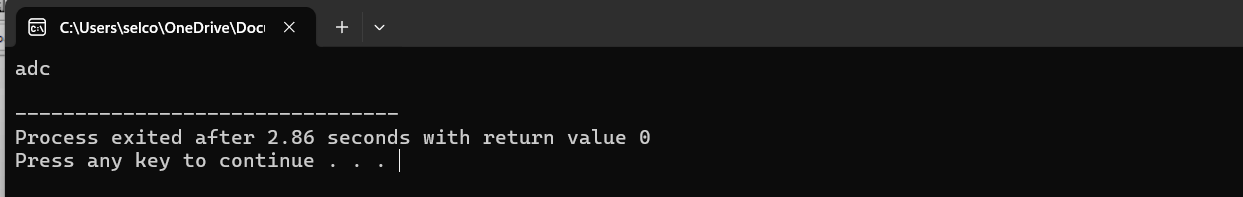 C:\Users\selco\OneDrive\Docu
adc
--------------------------------
Process exited after 2.86 seconds with return value 0
Press any key to continue . . .